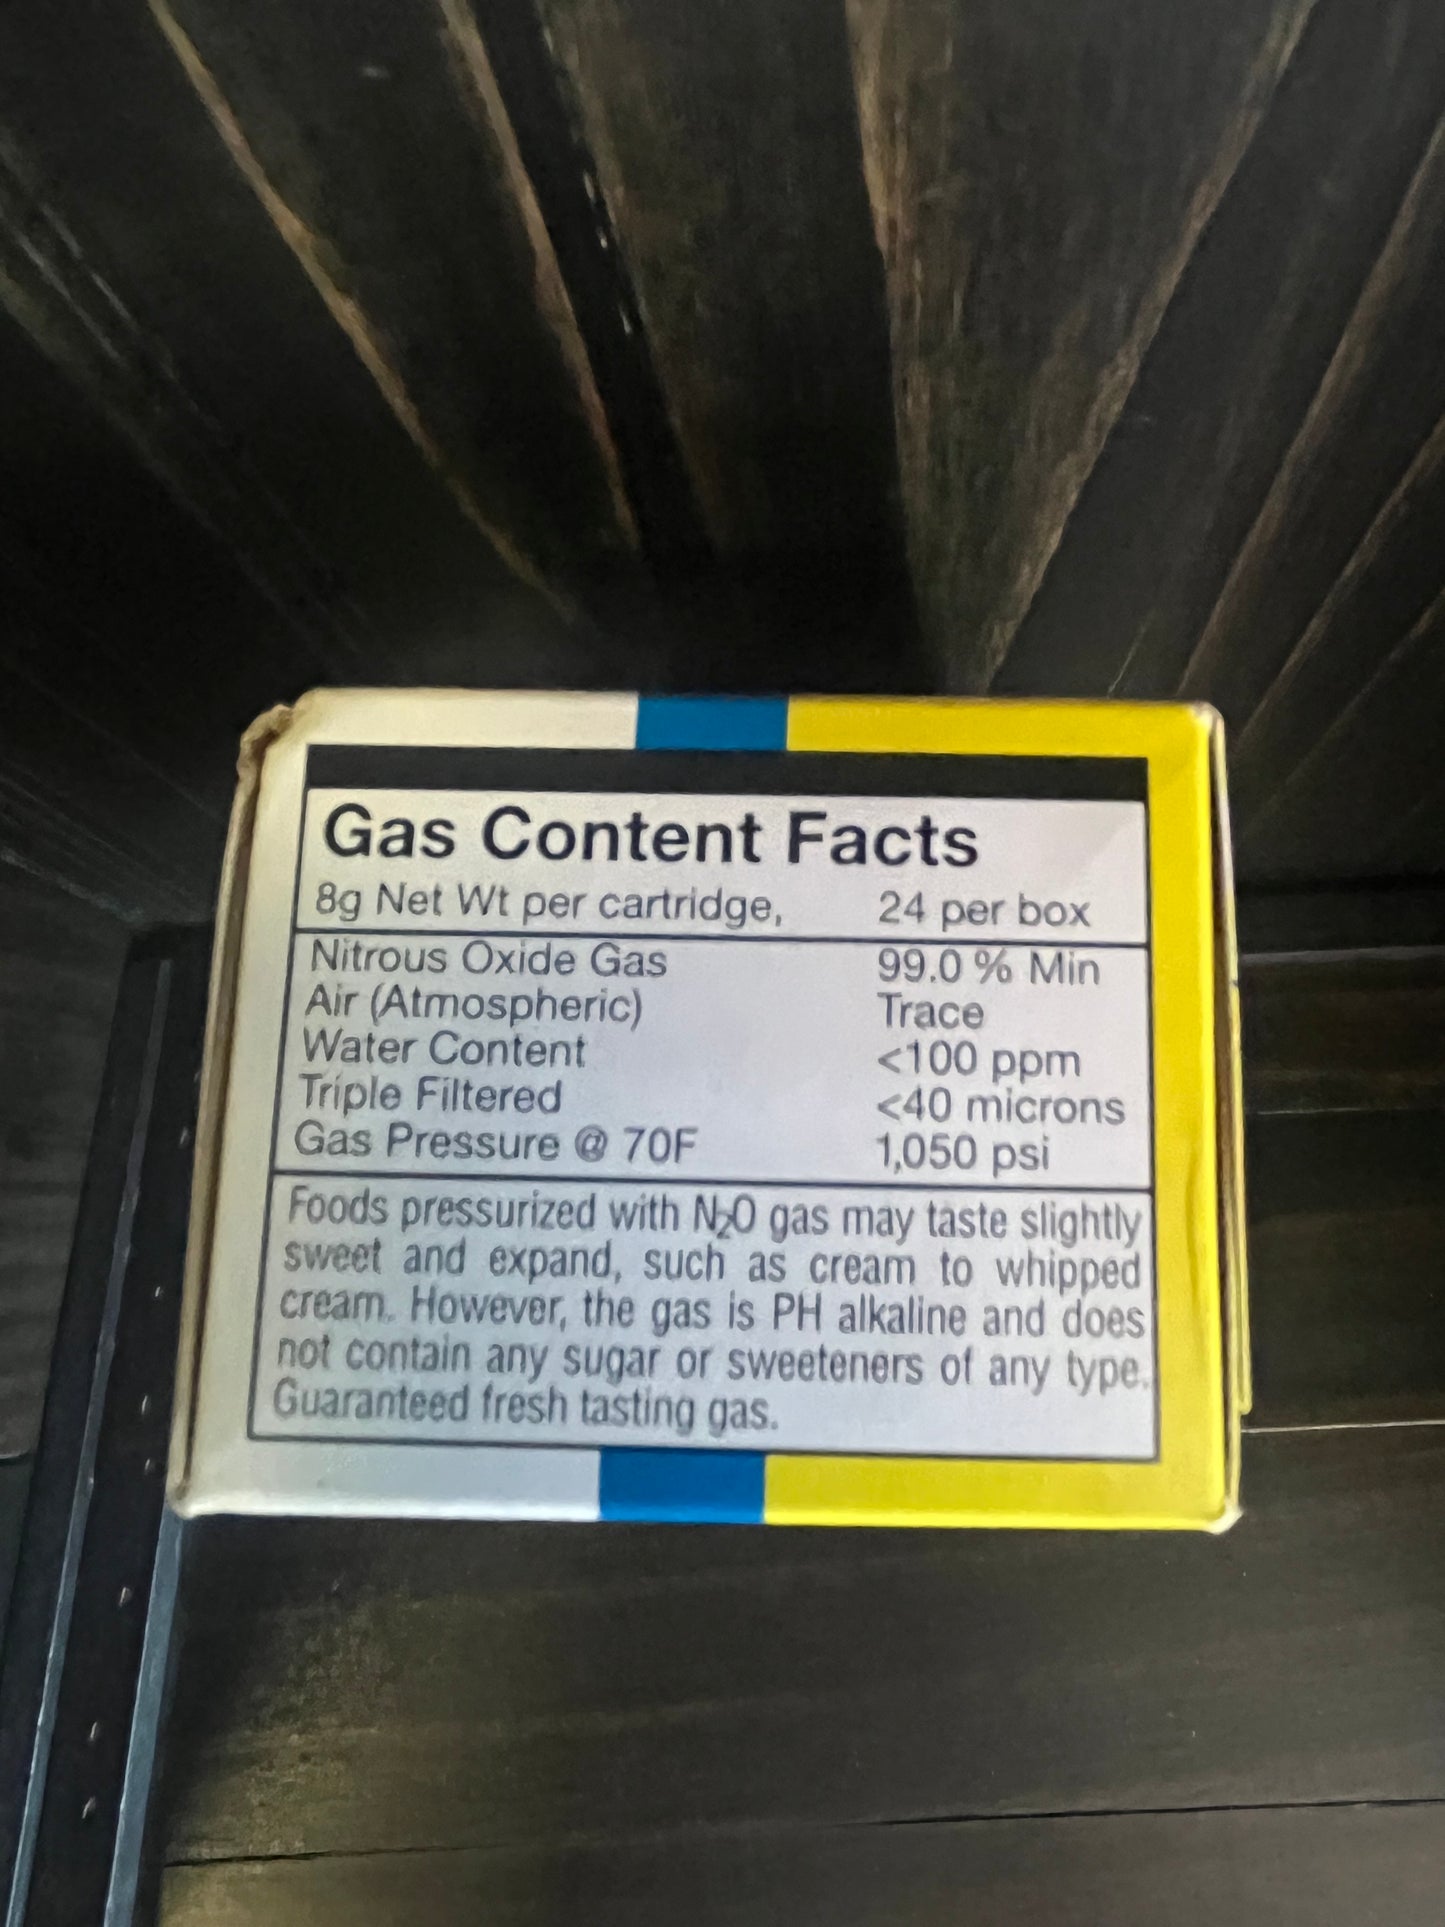 Gas Content Facts
8g Net Wt per cartridge, 24 per box
Nitrous Oxide Gas 99.0 % Min
Air (Atmospheric) Trace
Water Content <100 ppm
Triple Filtered <40 microns
Gas Pressure @ 70F 1,050 psi
Foods pressurized with N₂O gas may taste slightly
sweet and expand, such as cream to whipped
cream. However, the gas is PH alkaline and does
not contain any sugar or sweeteners of any type.
Guaranteed fresh tasting gas.